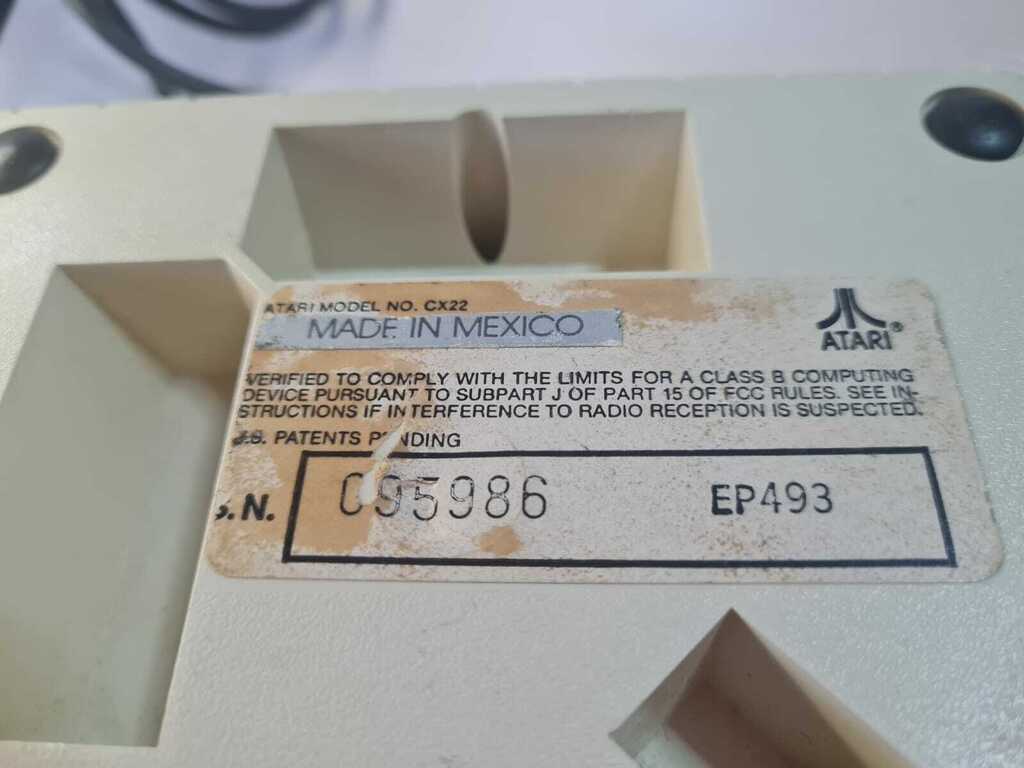 ATARI MODEL NO. CX22
MADE IN MEXICO
ATARI®
VERIFIED TO COMPLY WITH THE LIMITS FOR A CLASS B COMPUTING
DEVICE PURSUANT TO SUBPART J OF PART 15 OF FCC RULES. SEE IN-
STRUCTIONS IF INTERFERENCE TO RADIO RECEPTION IS SUSPECTED.
U.S. PATENTS PENDING
S.N. 095986 EP493